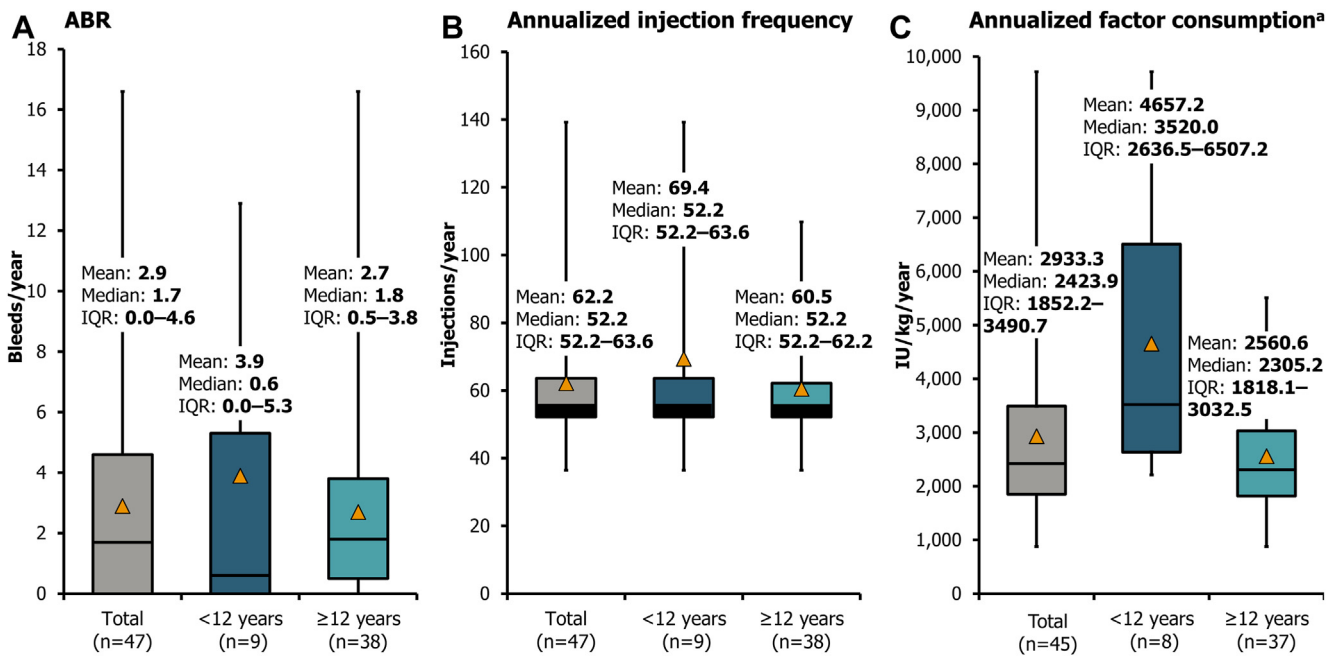 A ABR
18
16
14
12
10
8
6
4
2
0
Bleeds/year
Mean: 2.9
Median: 1.7
IQR: 0.0–4.6
Mean: 3.9
Median: 0.6
IQR: 0.0–5.3
Mean: 2.7
Median: 1.8
IQR: 0.5–3.8
Total
(n=47)
<12 years
(n=9)
≥12 years
(n=38)
B Annualized injection frequency
160
140
120
100
80
60
40
20
0
Injections/year
Mean: 62.2
Median: 52.2
IQR: 52.2–63.6
Mean: 69.4
Median: 52.2
IQR: 52.2–63.6
Mean: 60.5
Median: 52.2
IQR: 52.2–62.2
Total
(n=47)
<12 years
(n=9)
≥12 years
(n=38)
C Annualized factor consumptionᵃ
10,000
9,000
8,000
7,000
6,000
5,000
4,000
3,000
2,000
1,000
0
IU/kg/year
Mean: 2933.3
Median: 2423.9
IQR: 1852.2–
3490.7
Mean: 4657.2
Median: 3520.0
IQR: 2636.5–6507.2
Mean: 2560.6
Median: 2305.2
IQR: 1818.1–
3032.5
Total
(n=45)
<12 years
(n=8)
≥12 years
(n=37)